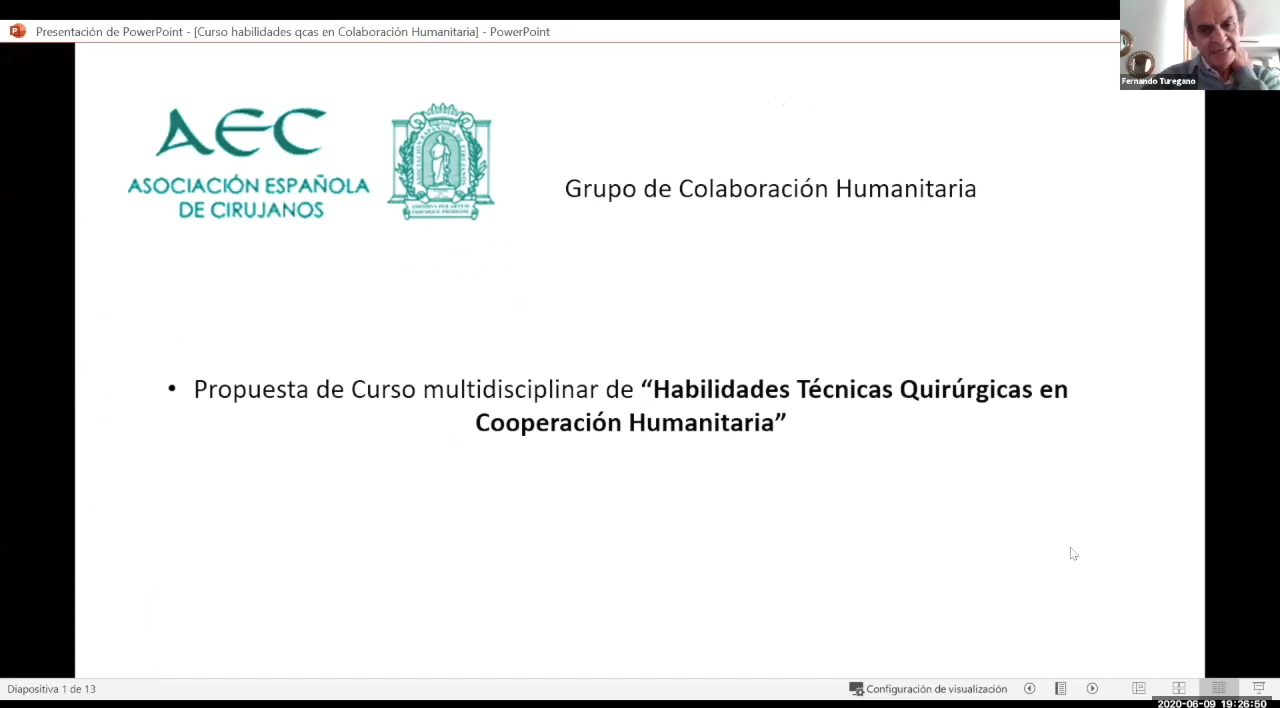 Presentación de PowerPoint - [Curso habilidades qcas en Colaboración Humanitaria] - PowerPoint
Fernando Turegano
AEC
ASOCIACIÓN ESPAÑOLA
DE CIRUJANOS
Grupo de Colaboración Humanitaria
• Propuesta de Curso multidisciplinar de “Habilidades Técnicas Quirúrgicas en
Cooperación Humanitaria”
Diapositiva 1 de 13
Configuración de visualización
2020-06-09 19:26:50